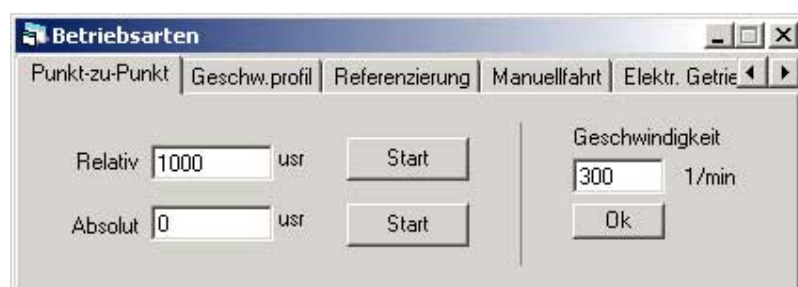 Betriebsarten
Punkt-zu-Punkt Geschw.profil Referenzierung Manuellfahrt Elektr. Getrie
Geschwindigkeit
Relativ 1000 usr Start
300 1/min
Absolut 0 usr Start
Ok